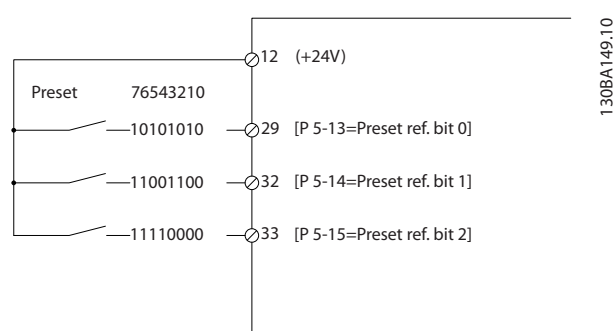 12 (+24V)
Preset 76543210
10101010 29 [P 5-13=Preset ref. bit 0]
11001100 32 [P 5-14=Preset ref. bit 1]
11110000 33 [P 5-15=Preset ref. bit 2]
130BA149.10